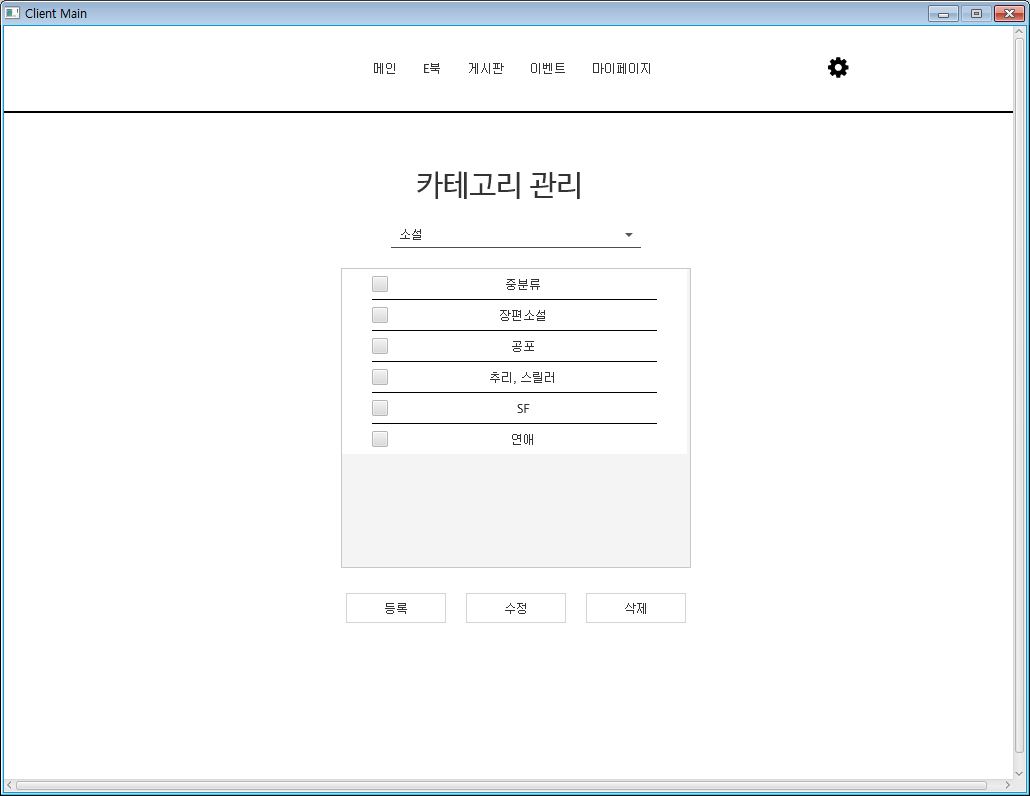 Client Main
메인 E북 게시판 이벤트 마이페이지
카테고리 관리
소설
중분류
장편소설
공포
추리, 스릴러
SF
연애
등록 수정 삭제